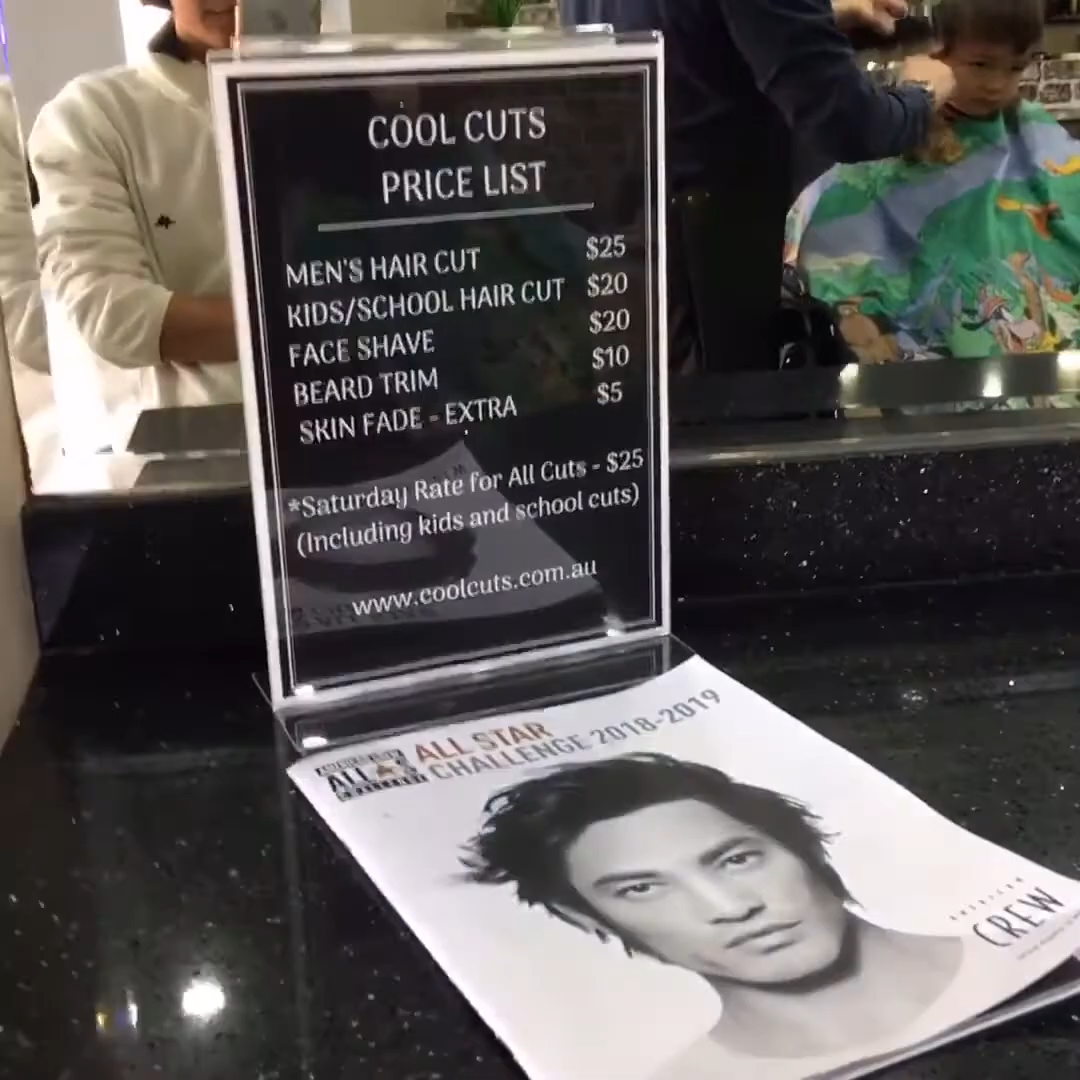 COOL CUTS
PRICE LIST
MEN'S HAIR CUT $25
KIDS/SCHOOL HAIR CUT $20
FACE SHAVE $20
BEARD TRIM $10
SKIN FADE - EXTRA $5
*Saturday Rate for All Cuts - $25
(Including kids and school cuts)
www.coolcuts.com.au
ALL STAR
CHALLENGE 2018-2019
ALL
AMERICAN
CREW